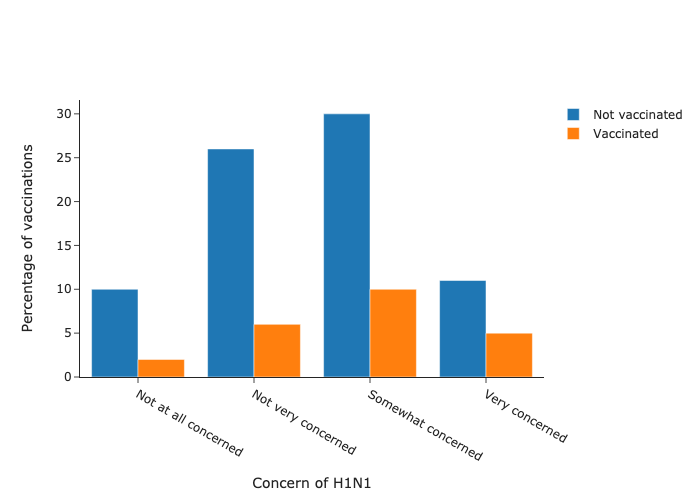 Not vaccinated
Vaccinated
Percentage of vaccinations
30
25
20
15
10
5
0
Not at all concerned
Not very concerned
Somewhat concerned
Very concerned
Concern of H1N1